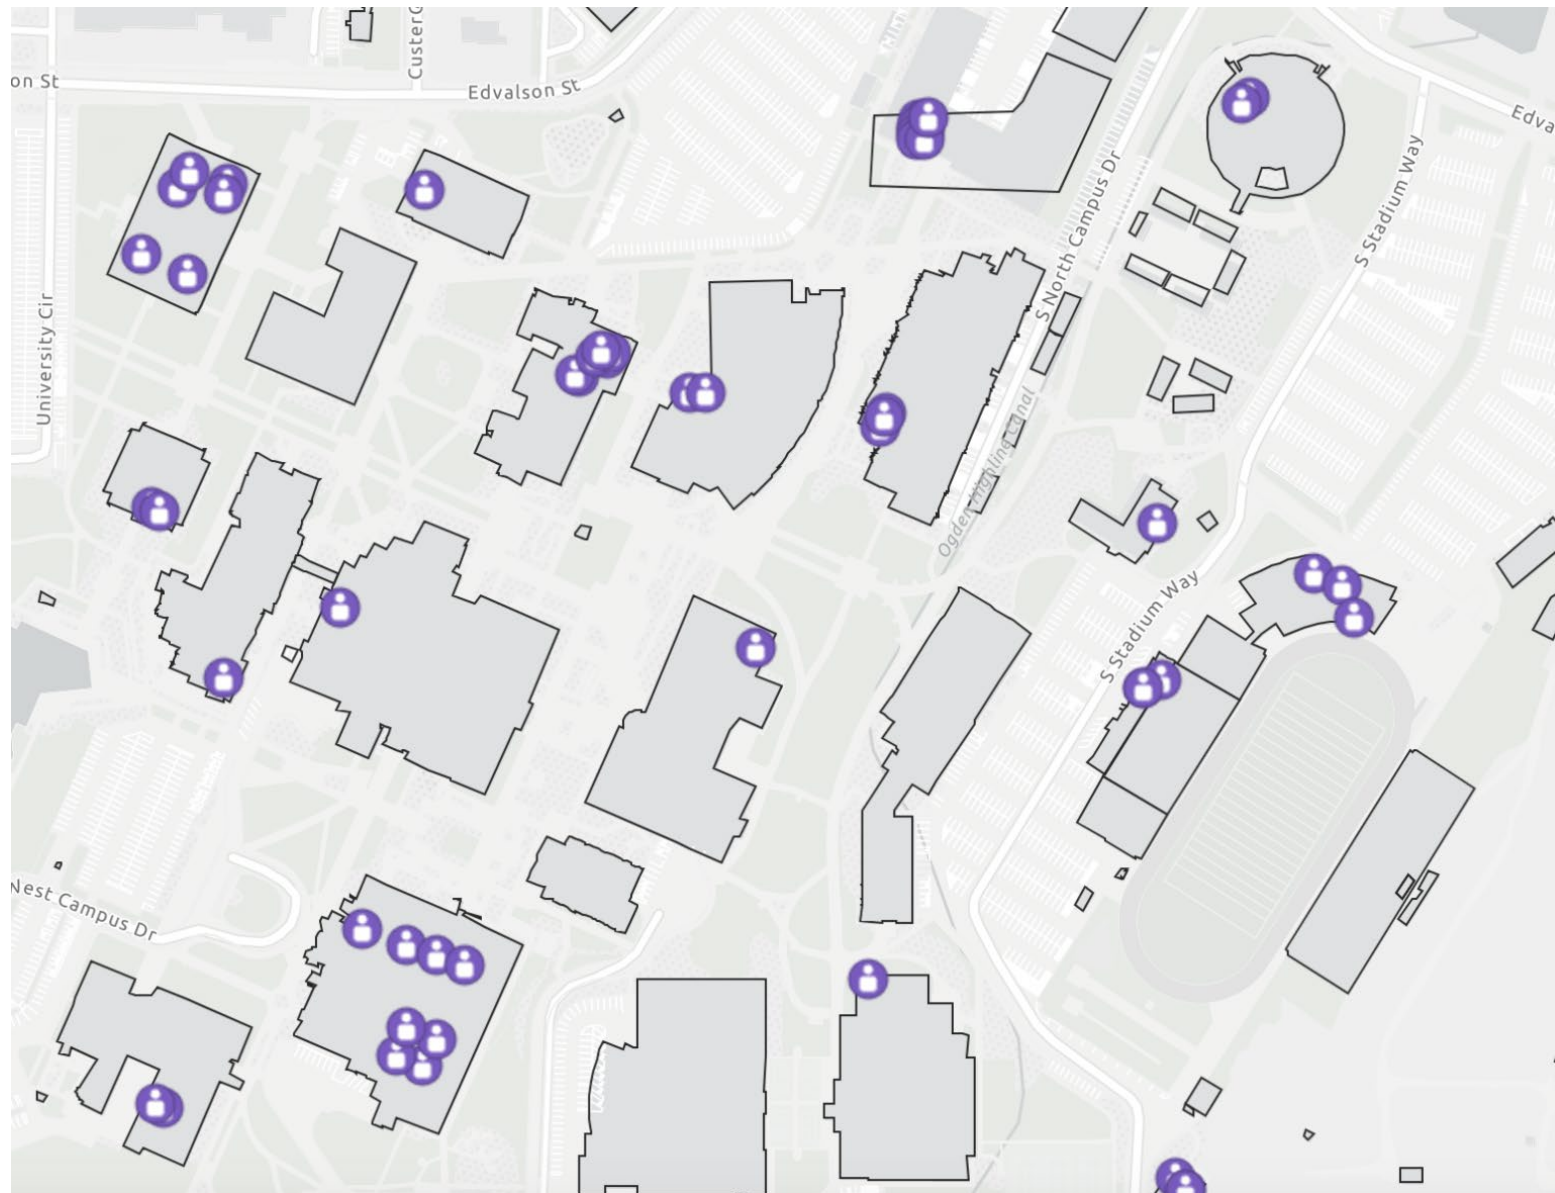 on St
CusterC
Edvalson St
Edva
S North Campus Dr
S Stadium Way
University Cir
Ogden Highline Canal
S Stadium Way
West Campus Dr